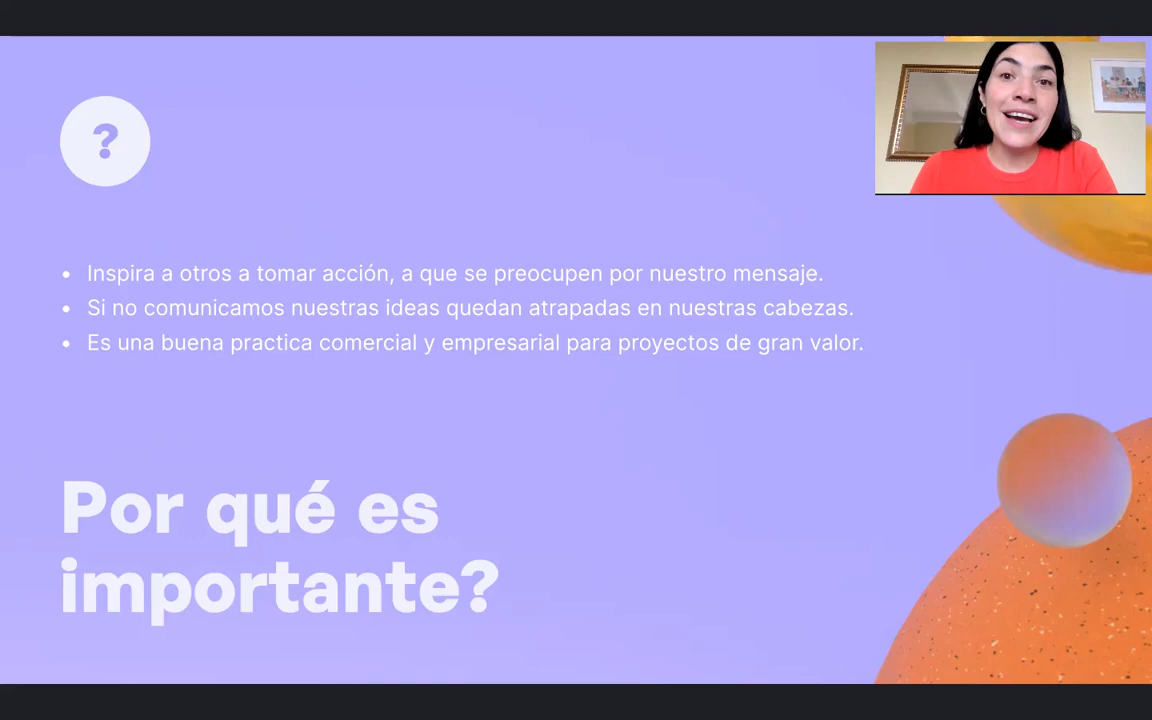 ?
Inspira a otros a tomar acción, a que se preocupen por nuestro mensaje.
Si no comunicamos nuestras ideas quedan atrapadas en nuestras cabezas.
Es una buena practica comercial y empresarial para proyectos de gran valor.
Por qué es
importante?